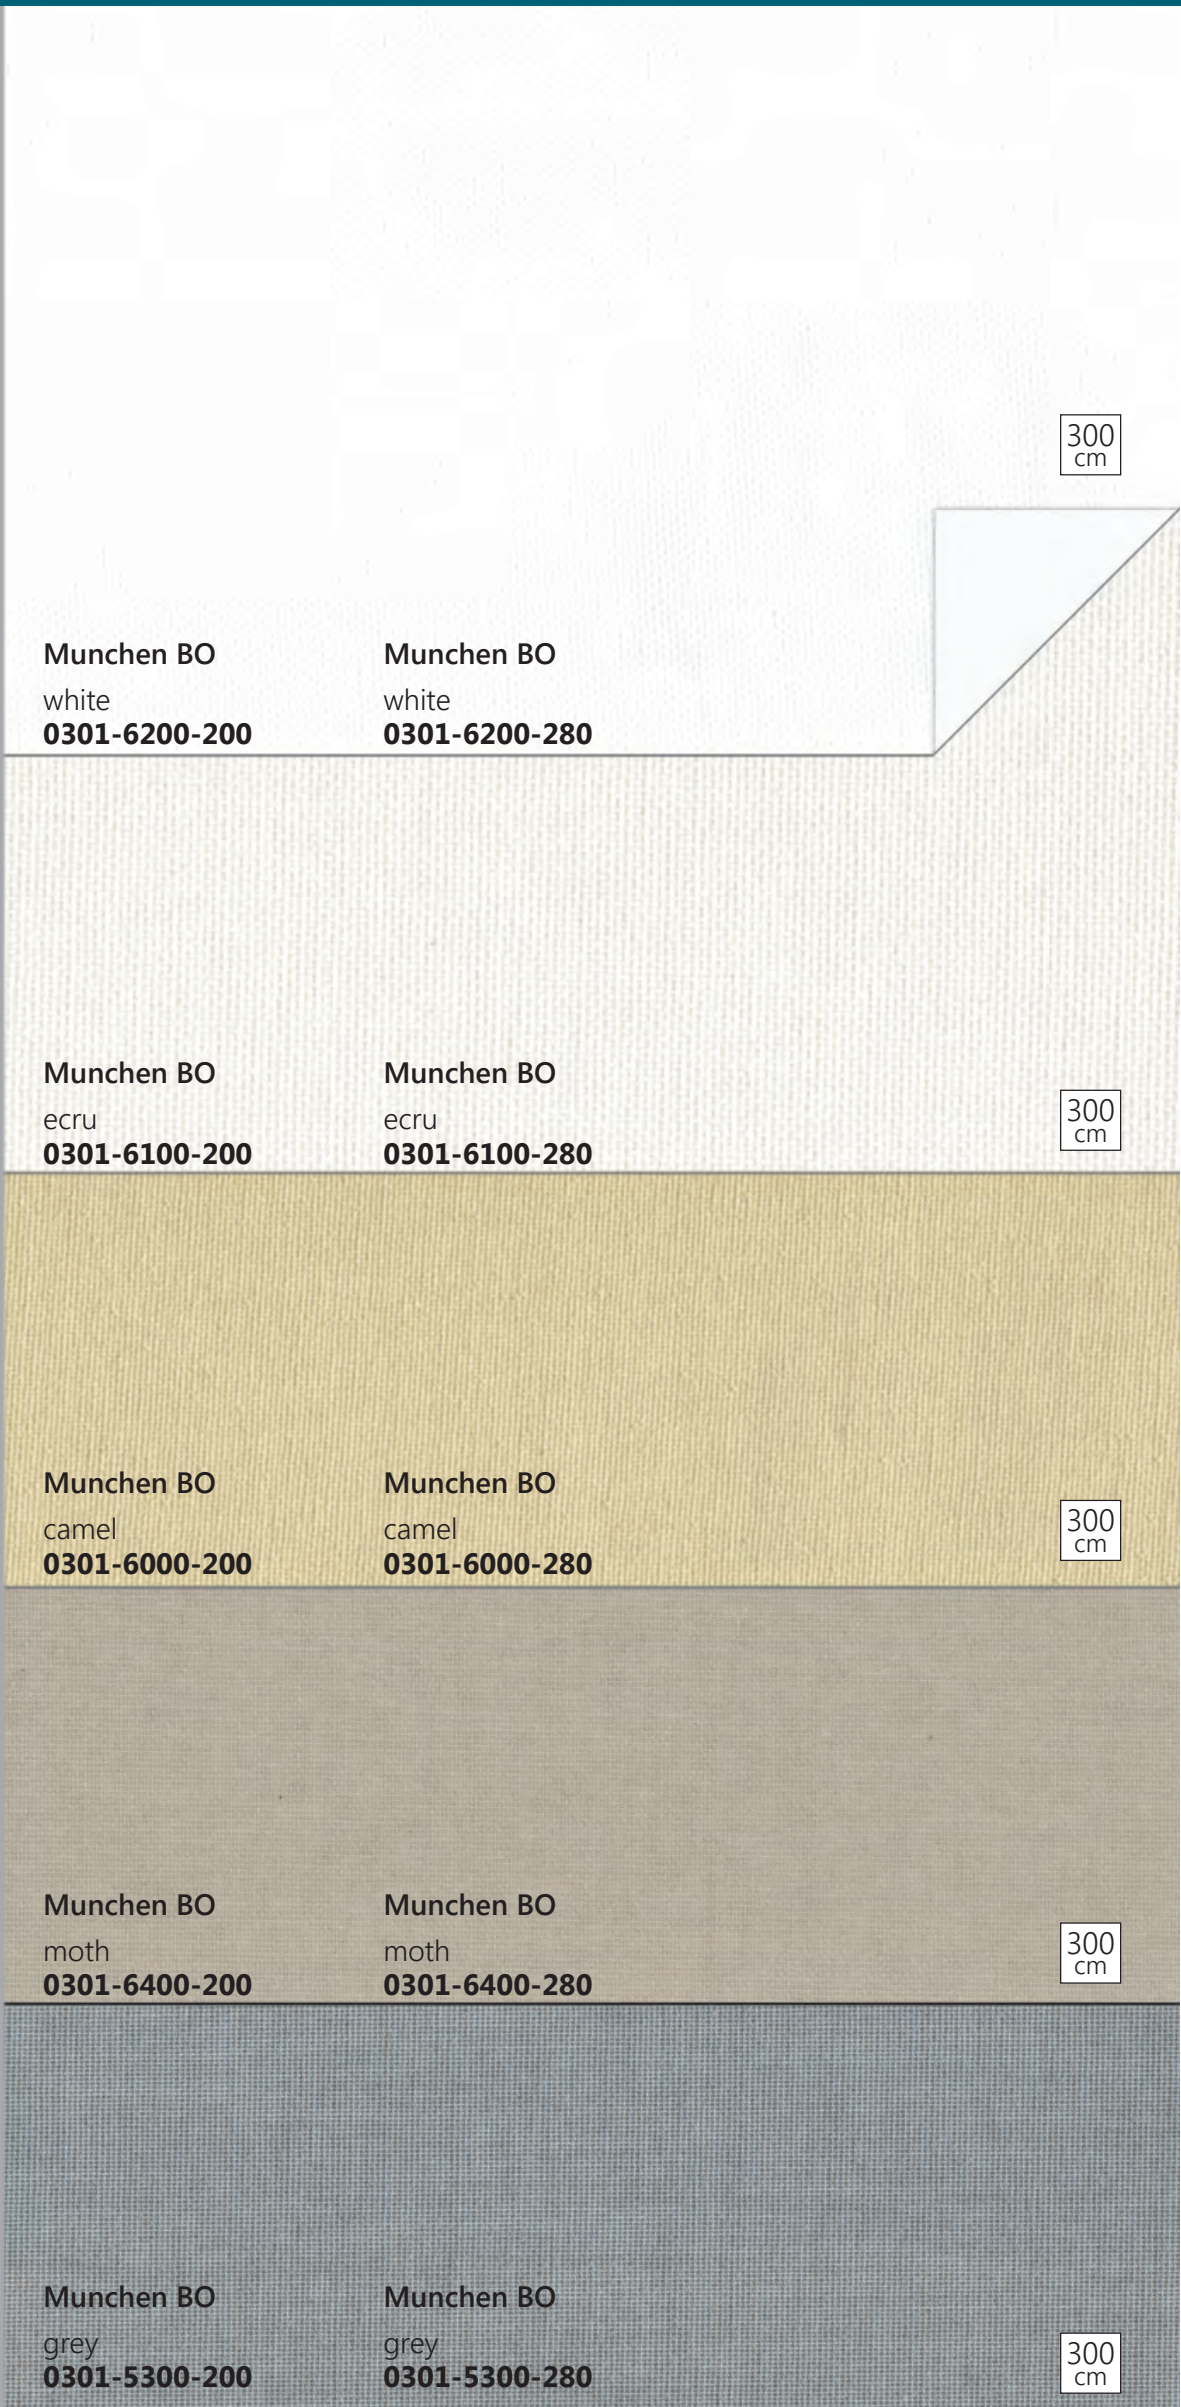 300
cm
Munchen BO
white
0301-6200-200
Munchen BO
white
0301-6200-280
Munchen BO
ecru
0301-6100-200
Munchen BO
ecru
0301-6100-280
300
cm
Munchen BO
camel
0301-6000-200
Munchen BO
camel
0301-6000-280
300
cm
Munchen BO
moth
0301-6400-200
Munchen BO
moth
0301-6400-280
300
cm
Munchen BO
grey
0301-5300-200
Munchen BO
grey
0301-5300-280
300
cm